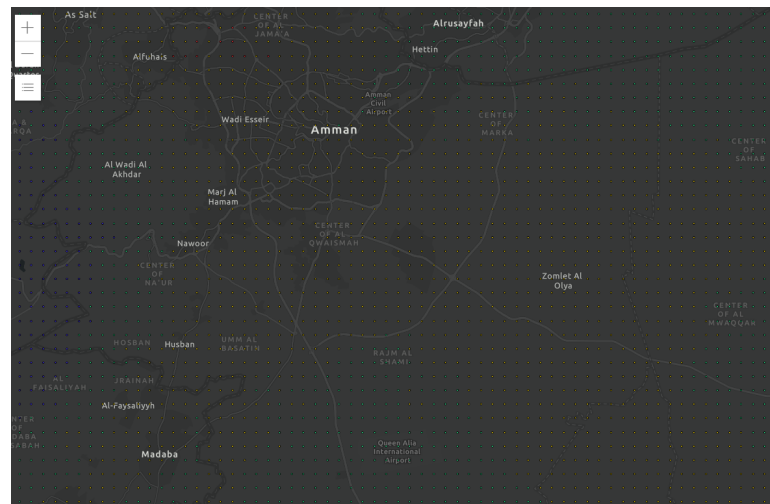 As Salt
CENTER
OF AL
JAMA'A
Alrusayfah
Hettin
Alfuhais
Amman
Civil
Airport
Wadi Esseir
Amman
CENTER
OF
MARKA
CENTER
OF
SAHAB
Al Wadi Al
Akhdar
Marj Al
Hamam
CENTER
OF AL
QWAISMAH
Nawoor
CENTER
OF
NA'UR
Zomlet Al
Olya
CENTER
OF AL
MWAQQAR
HOSBAN
Husban
UMM AL
BASATIN
RAJM AL
SHAMI
AL
FAISALIYAH
JRAINAH
Al-Faysaliyyh
OF
Madaba
Queen Alia
International
Airport